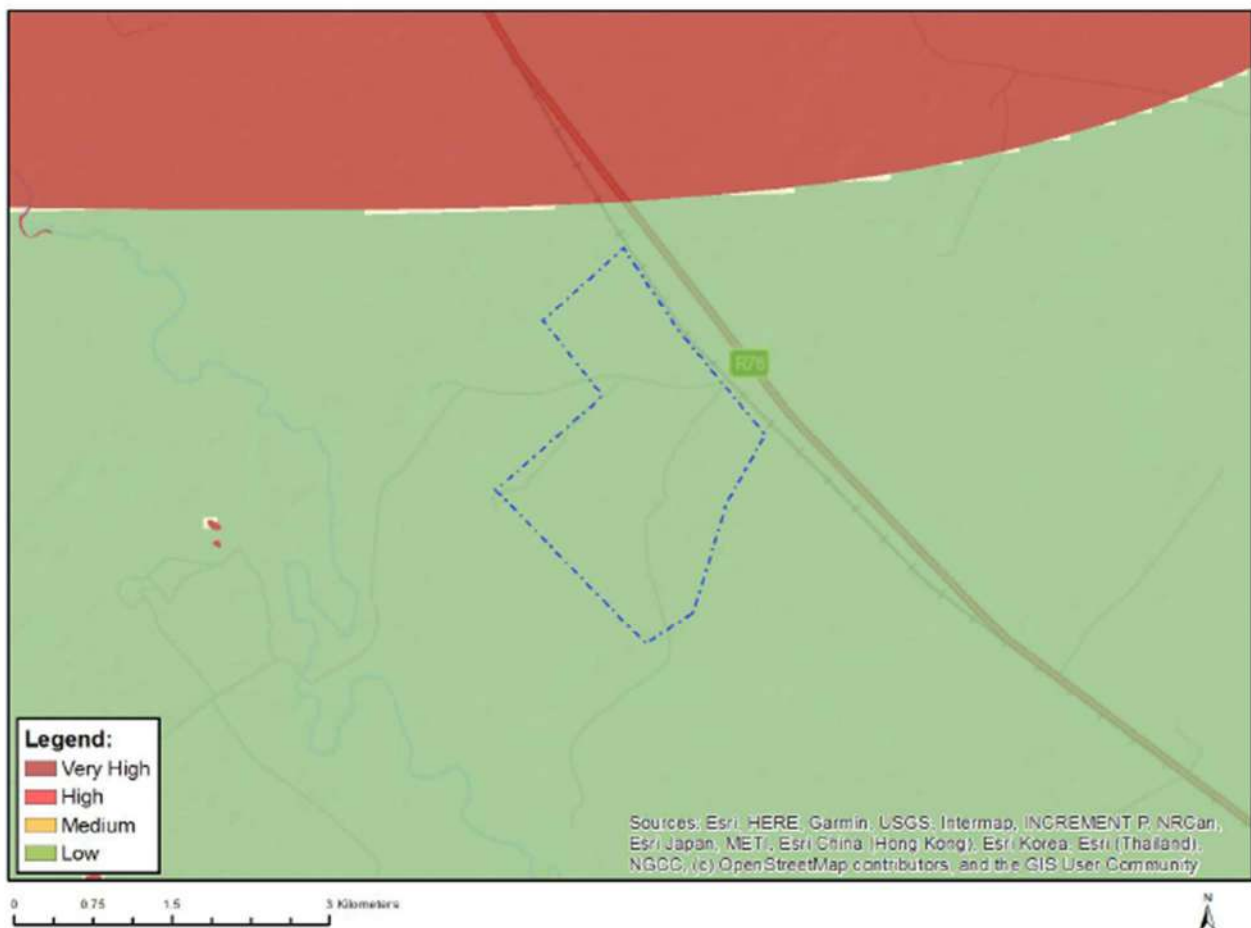 R76
Legend:
Very High
High
Medium
Low
Sources: Esri, HERE, Garmin, USGS, Intermap, INCREMENT P, NRCan,
Esri Japan, METI, Esri China (Hong Kong), Esri Korea, Esri (Thailand),
NGCC, (c) OpenStreetMap contributors, and the GIS User Community
0 0.75 1.5 3 Kilometers
N